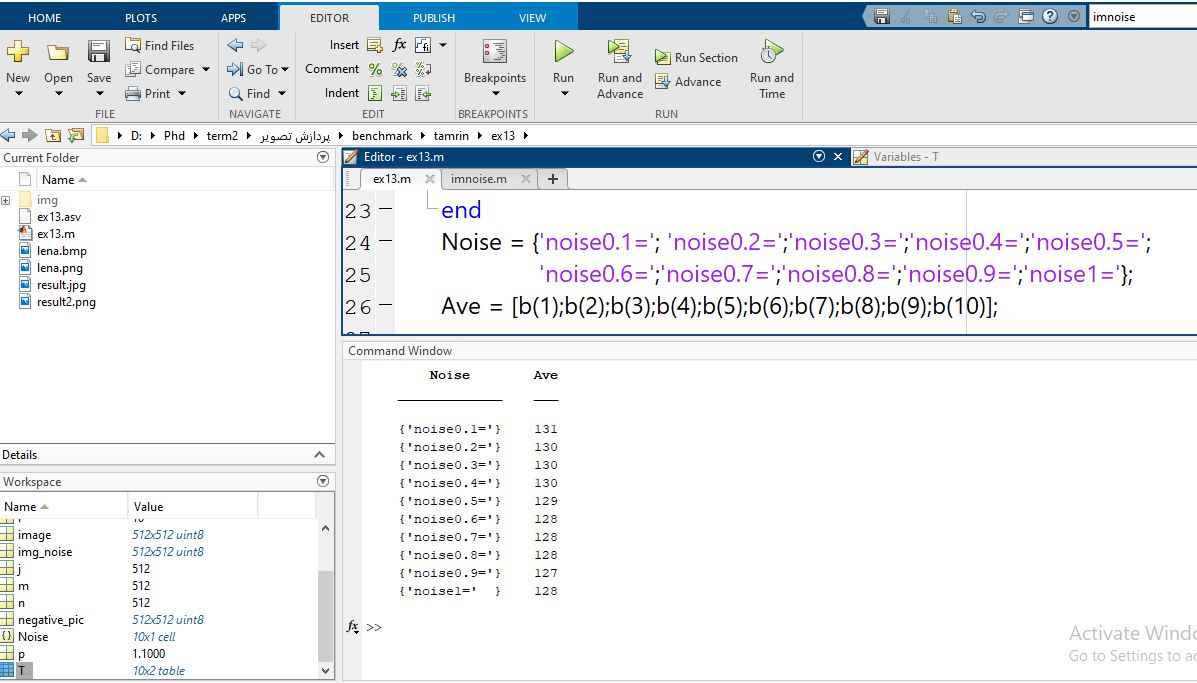 HOME PLOTS APPS EDITOR PUBLISH VIEW imnoise
New Open Save Find Files Compare Print
FILE
Go To Find
NAVIGATE
Insert fx
Comment
Indent
EDIT
Breakpoints
BREAKPOINTS
Run Run and Advance Run Section Advance Run and Time
RUN
D: Phd term2 پردازش تصویر benchmark tamrin ex13
Current Folder
Name
img
ex13.asv
ex13.m
lena.bmp
lena.png
result.jpg
result2.png
Details
Workspace
Name Value
image 512x512 uint8
img_noise 512x512 uint8
j 512
m 512
n 512
negative_pic 512x512 uint8
Noise 10x1 cell
p 1.1000
T 10x2 table
Editor - ex13.m Variables - T
ex13.m imnoise.m
23 end
24 Noise = {'noise0.1='; 'noise0.2=';'noise0.3=';'noise0.4=';'noise0.5=';
25 'noise0.6=';'noise0.7=';'noise0.8=';'noise0.9=';'noise1='};
26 Ave = [b(1);b(2);b(3);b(4);b(5);b(6);b(7);b(8);b(9);b(10)];
Command Window
Noise Ave
{'noise0.1='} 131
{'noise0.2='} 130
{'noise0.3='} 130
{'noise0.4='} 130
{'noise0.5='} 129
{'noise0.6='} 128
{'noise0.7='} 128
{'noise0.8='} 128
{'noise0.9='} 127
{'noise1=' } 128
fx >>
Activate Windo
Go to Settings to ac